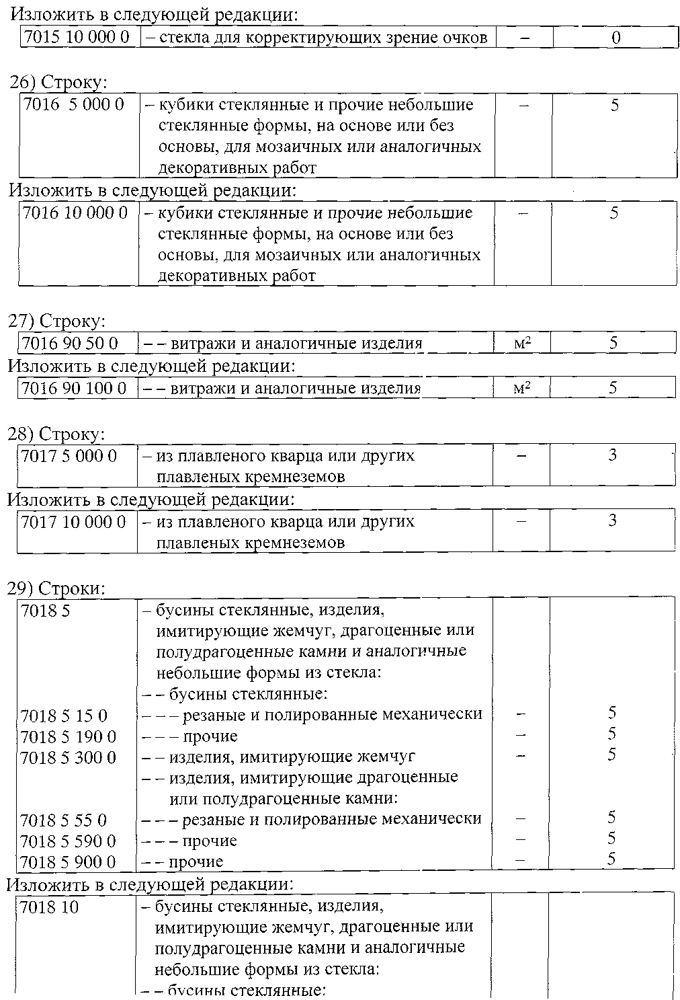 Изложить в следующей редакции:
7015 10 000 0 – стекла для корректирующих зрение очков – 0
26) Строку:
7016 5 000 0 – кубики стеклянные и прочие небольшие – 5
стеклянные формы, на основе или без
основы, для мозаичных или аналогичных
декоративных работ
Изложить в следующей редакции:
7016 10 000 0 – кубики стеклянные и прочие небольшие – 5
стеклянные формы, на основе или без
основы, для мозаичных или аналогичных
декоративных работ
27) Строку:
7016 90 50 0 – – витражи и аналогичные изделия м² 5
Изложить в следующей редакции:
7016 90 100 0 – – витражи и аналогичные изделия м² 5
28) Строку:
7017 5 000 0 – из плавленого кварца или других – 3
плавленых кремнеземов
Изложить в следующей редакции:
7017 10 000 0 – из плавленого кварца или других – 3
плавленых кремнеземов
29) Строки:
7018 5 – бусины стеклянные, изделия,
имитирующие жемчуг, драгоценные или
полудрагоценные камни и аналогичные
небольшие формы из стекла:
– – бусины стеклянные:
7018 5 15 0 – – – резаные и полированные механически – 5
7018 5 190 0 – – – прочие – 5
7018 5 300 0 – – изделия, имитирующие жемчуг – 5
– – изделия, имитирующие драгоценные
или полудрагоценные камни:
7018 5 55 0 – – – резаные и полированные механически – 5
7018 5 590 0 – – – прочие – 5
7018 5 900 0 – – прочие – 5
Изложить в следующей редакции:
7018 10 – бусины стеклянные, изделия,
имитирующие жемчуг, драгоценные или
полудрагоценные камни и аналогичные
небольшие формы из стекла:
– – бусины стеклянные: